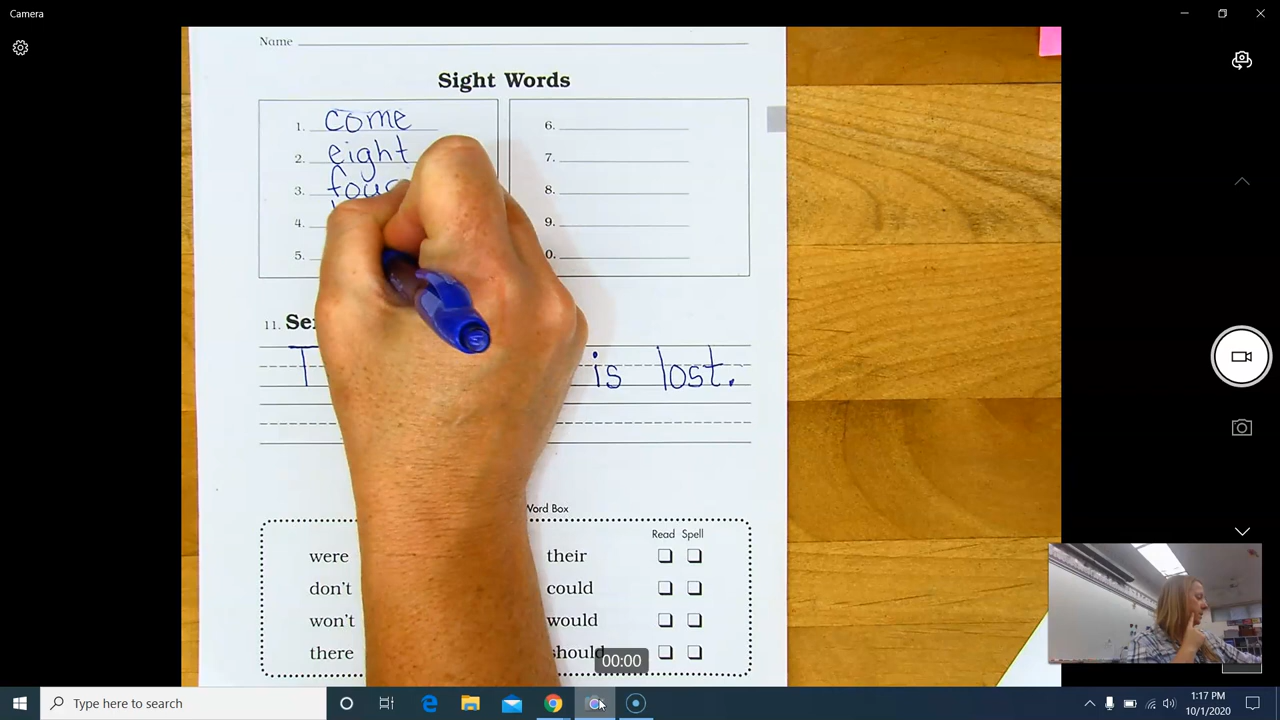 Camera
Name
Sight Words
1. come
2. eight
3.
4.
5.
6.
7.
8.
9.
0.
11.
T is lost.
Word Box
Read Spell
were
don't
won't
there
their
could
would
should
00:00
Type here to search
1:17 PM
10/1/2020